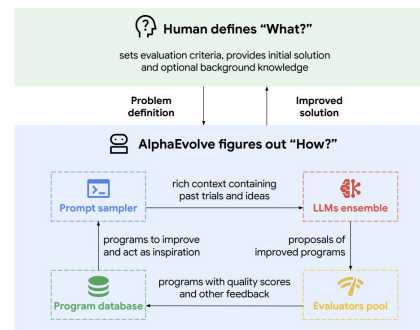 Human defines “What?”
sets evaluation criteria, provides initial solution
and optional background knowledge
Problem
definition
Improved
solution
AlphaEvolve figures out “How?”
Prompt sampler
rich context containing
past trials and ideas
LLMs ensemble
programs to improve
and act as inspiration
proposals of
improved programs
Program database
programs with quality scores
and other feedback
Evaluators pool